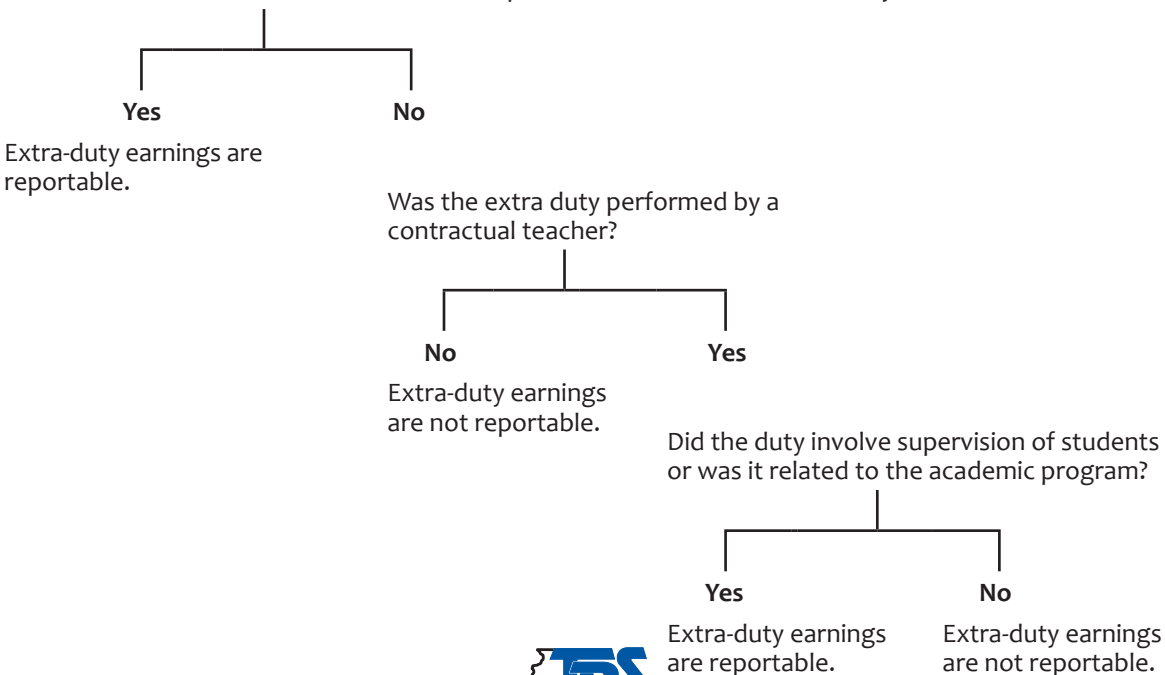 Yes
No
Extra-duty earnings are
reportable.
Was the extra duty performed by a
contractual teacher?
No
Yes
Extra-duty earnings
are not reportable.
Did the duty involve supervision of students
or was it related to the academic program?
Yes
No
Extra-duty earnings
are reportable.
Extra-duty earnings
are not reportable.
TRS